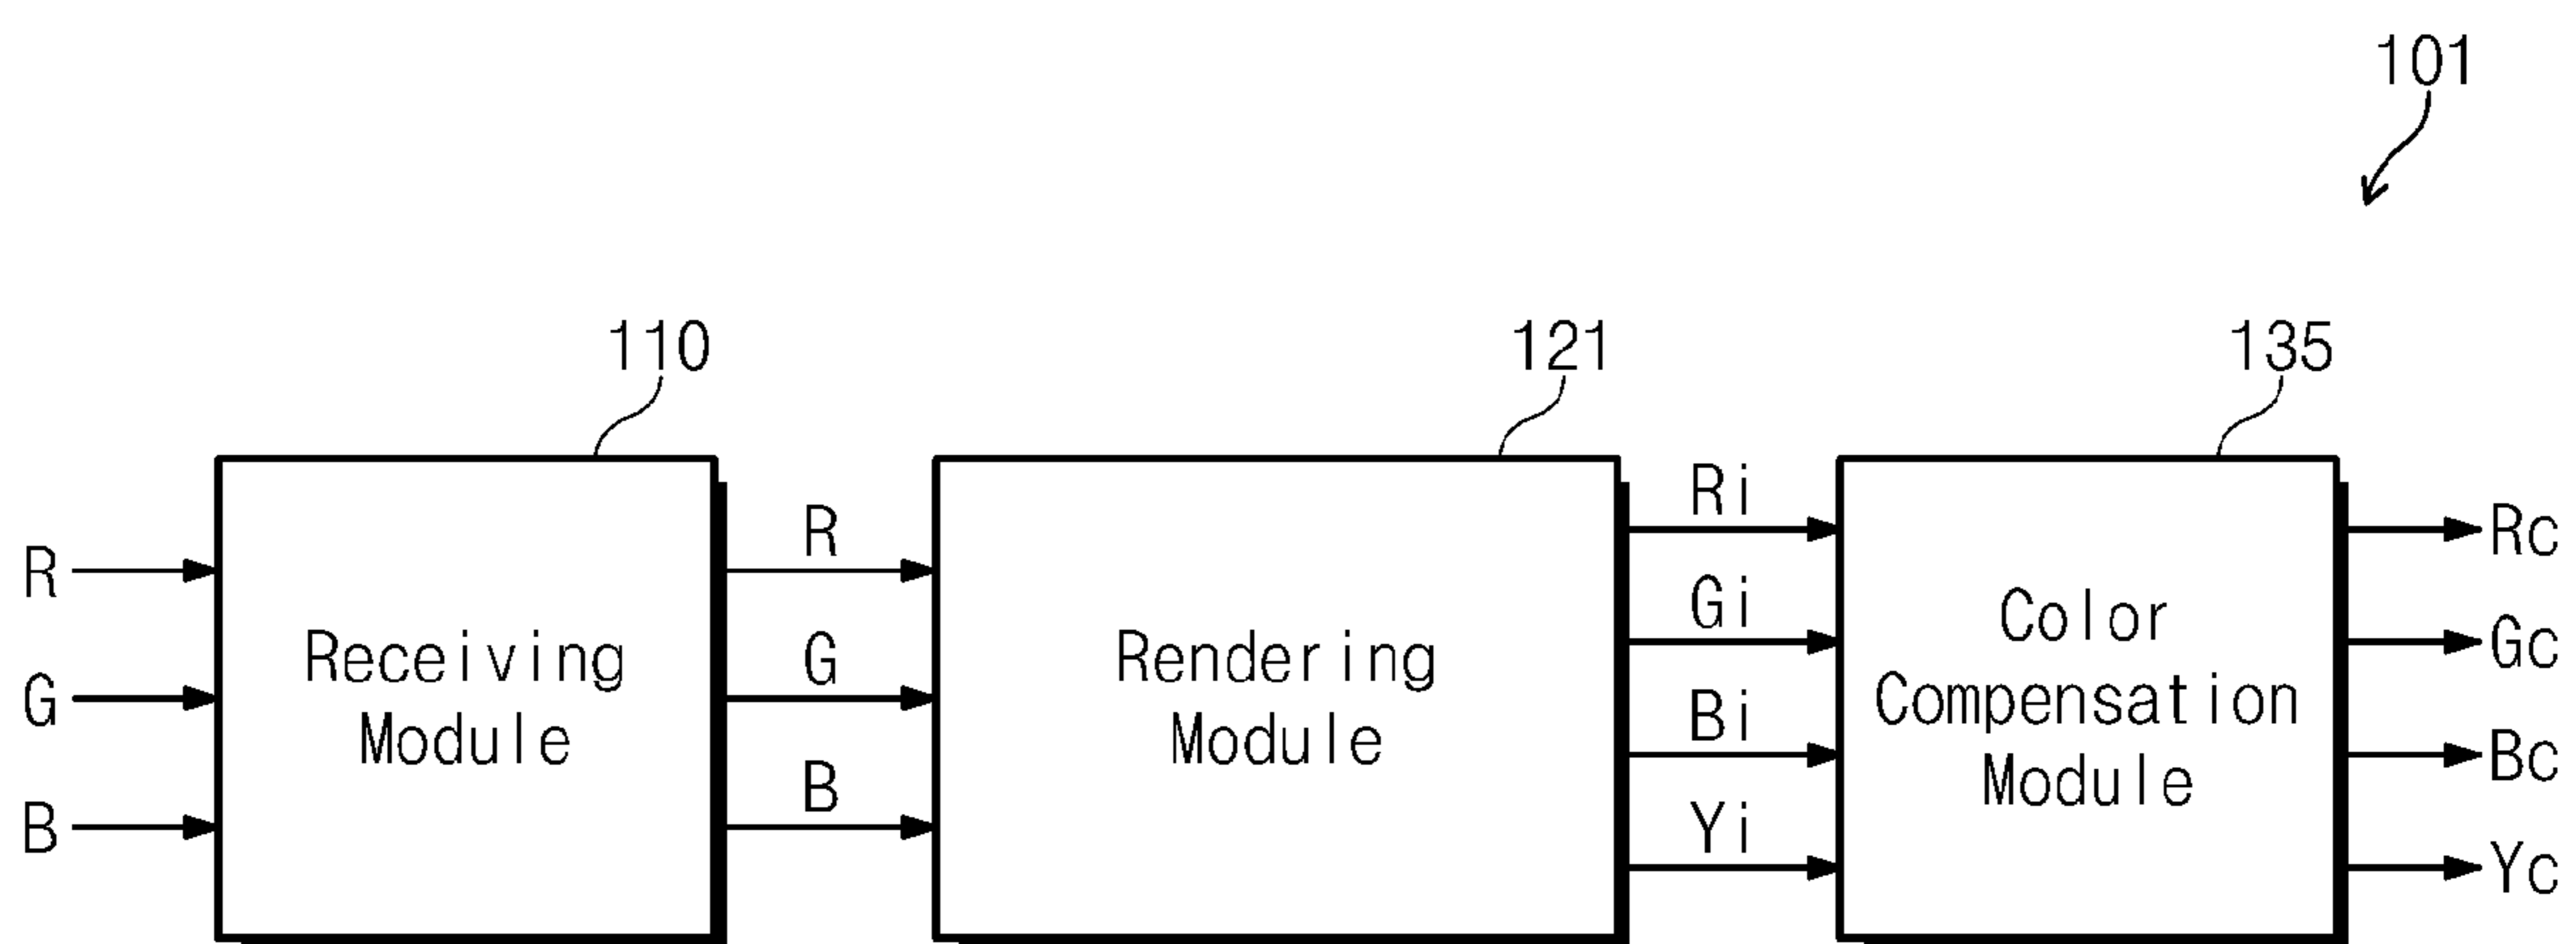 101
110
121
135
R
G
B
Receiving
Module
R
G
B
Rendering
Module
Ri
Gi
Bi
Yi
Color
Compensation
Module
Rc
Gc
Bc
Yc